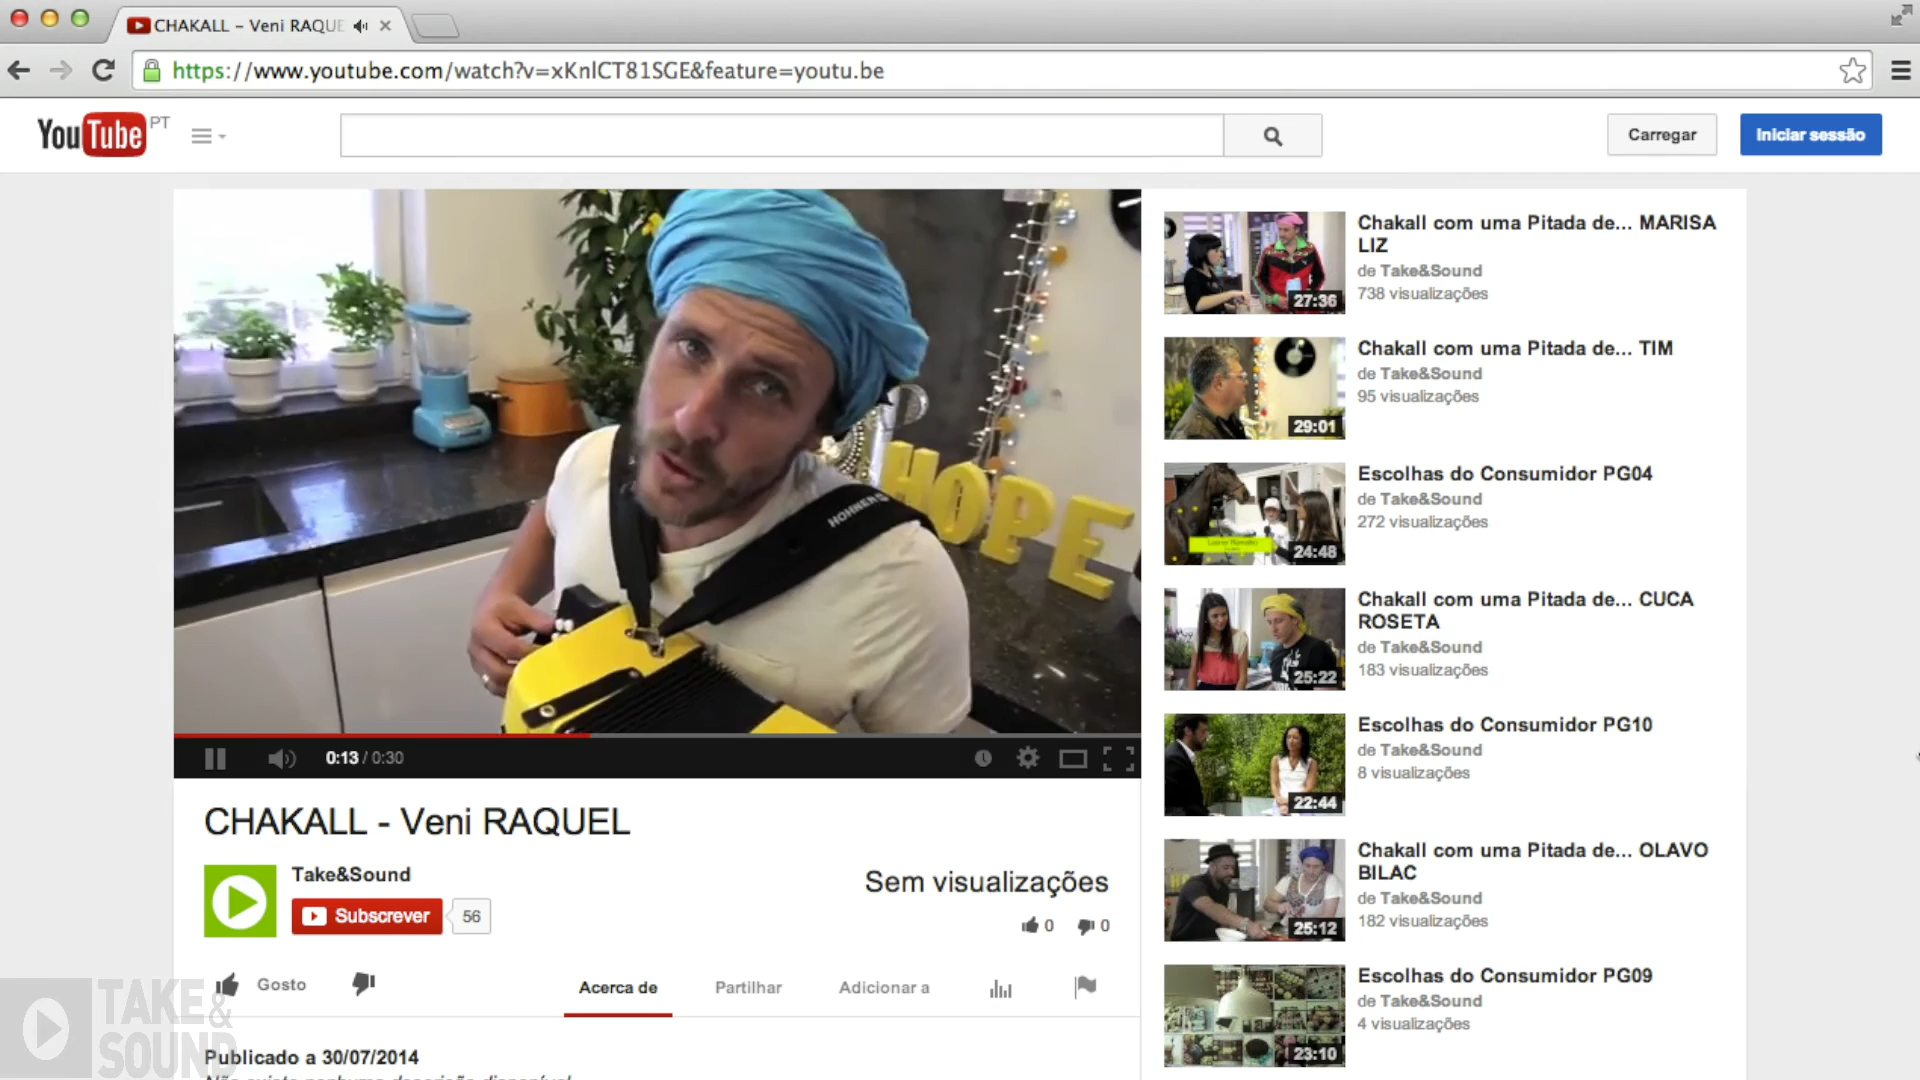 CHAKALL – Veni RAQUE
https://www.youtube.com/watch?v=xKnlCT81SGE&feature=youtu.be
YouTube PT
Carregar
Iniciar sessão
HOHNER
HOPE
0:13 / 0:30
CHAKALL - Veni RAQUEL
Take&Sound
Subscrever
56
Sem visualizações
0
0
Gosto
Acerca de
Partilhar
Adicionar a
Publicado a 30/07/2014
Não existe nenhuma descrição disponível
TAKE&
SOUND
27:36
Chakall com uma Pitada de... MARISA
LIZ
de Take&Sound
738 visualizações
29:01
Chakall com uma Pitada de... TIM
de Take&Sound
95 visualizações
24:48
Escolhas do Consumidor PG04
de Take&Sound
272 visualizações
25:22
Chakall com uma Pitada de... CUCA
ROSETA
de Take&Sound
183 visualizações
22:44
Escolhas do Consumidor PG10
de Take&Sound
8 visualizações
25:12
Chakall com uma Pitada de... OLAVO
BILAC
de Take&Sound
182 visualizações
23:10
Escolhas do Consumidor PG09
de Take&Sound
4 visualizações